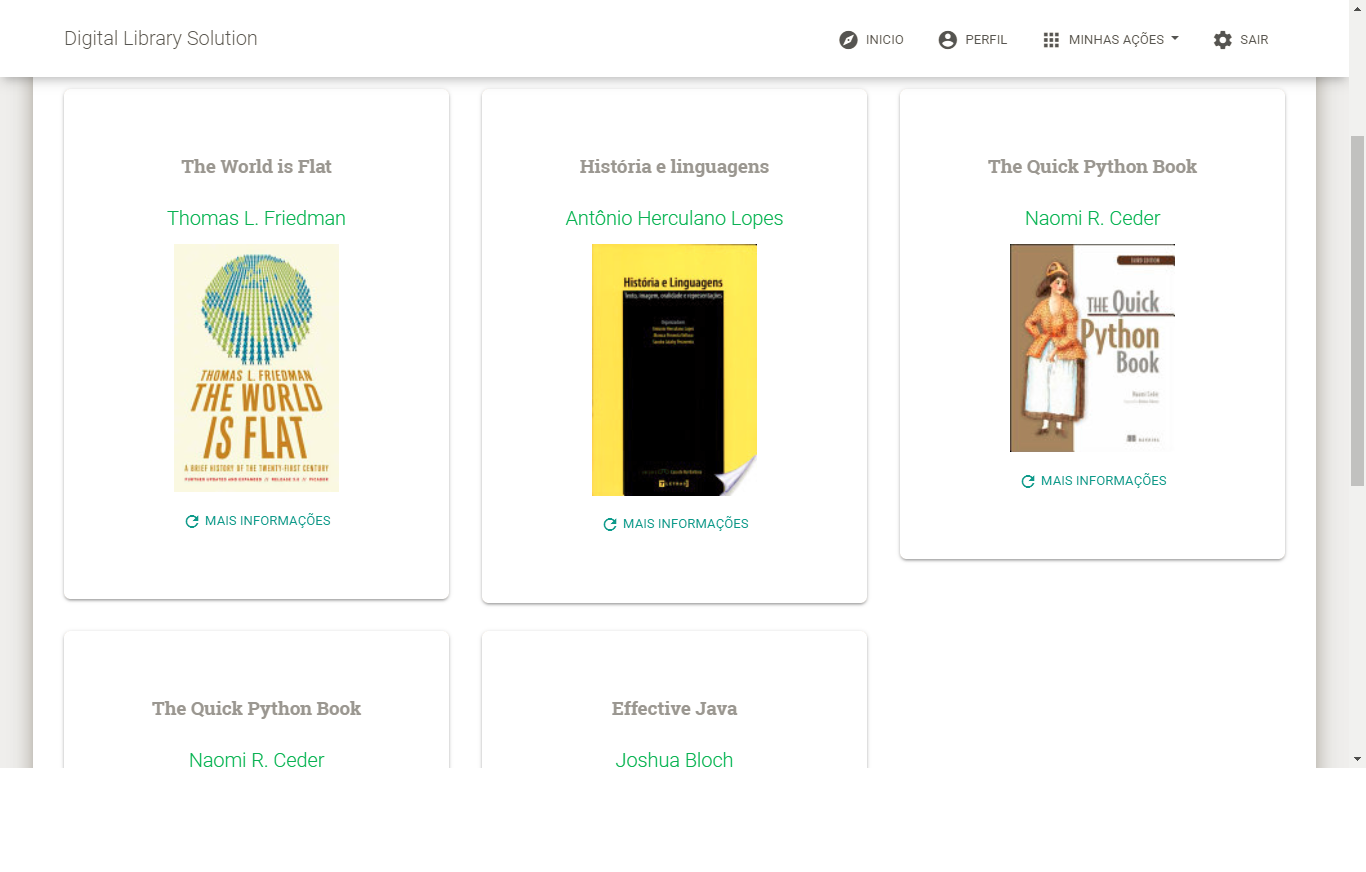 Digital Library Solution
INICIO
PERFIL
MINHAS AÇÕES
SAIR
The World is Flat
Thomas L. Friedman
THOMAS L. FRIEDMAN
THE WORLD
IS FLAT
A BRIEF HISTORY OF THE TWENTY-FIRST CENTURY
FURTHER UPDATED AND EXPANDED // RELEASE 3.0 // PICADOR
MAIS INFORMAÇÕES
História e linguagens
Antônio Herculano Lopes
História e Linguagens
Texto, imagem, oralidade e representações
7LETRAS
MAIS INFORMAÇÕES
The Quick Python Book
Naomi R. Ceder
THIRD EDITION
THE Quick
Python
Book
Naomi Ceder
MANNING
MAIS INFORMAÇÕES
The Quick Python Book
Naomi R. Ceder
Effective Java
Joshua Bloch